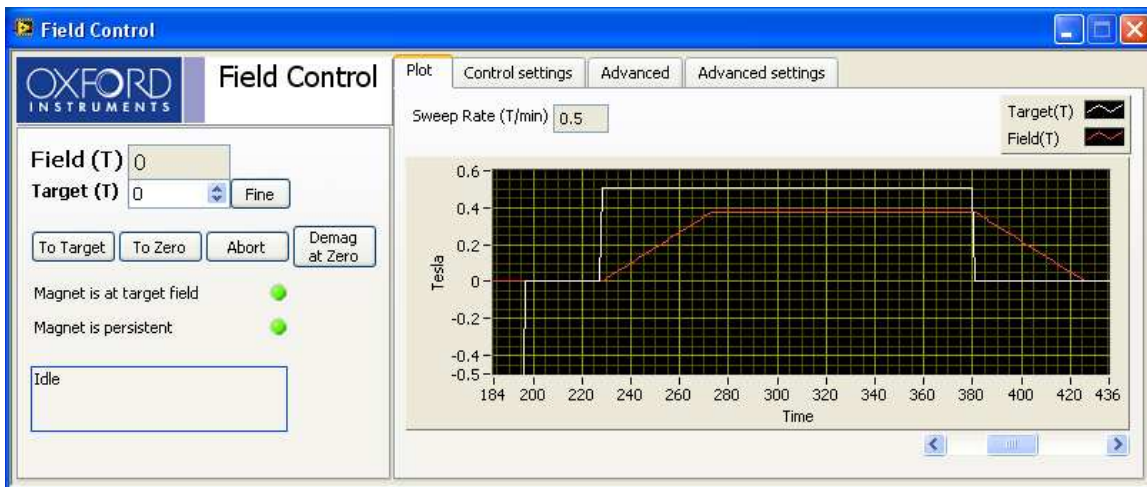 Field Control
OXFORD
INSTRUMENTS
Field Control
Field (T) 0
Target (T) 0 Fine
To Target To Zero Abort Demag
at Zero
Magnet is at target field
Magnet is persistent
Idle
Plot Control settings Advanced Advanced settings
Sweep Rate (T/min) 0.5
Target(T)
Field(T)
0.6
0.4
0.2
0
-0.2
-0.4
-0.5
Tesla
184 200 220 240 260 280 300 320 340 360 380 400 420 436
Time